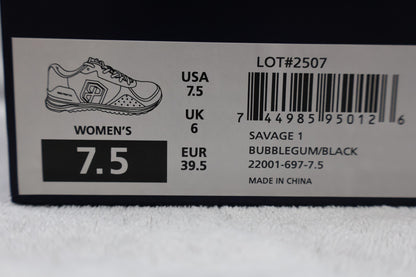 WOMEN'S
7.5
USA
7.5
UK
6
EUR
39.5
LOT#2507
7 44985 95012 6
SAVAGE 1
BUBBLEGUM/BLACK
22001-697-7.5
MADE IN CHINA